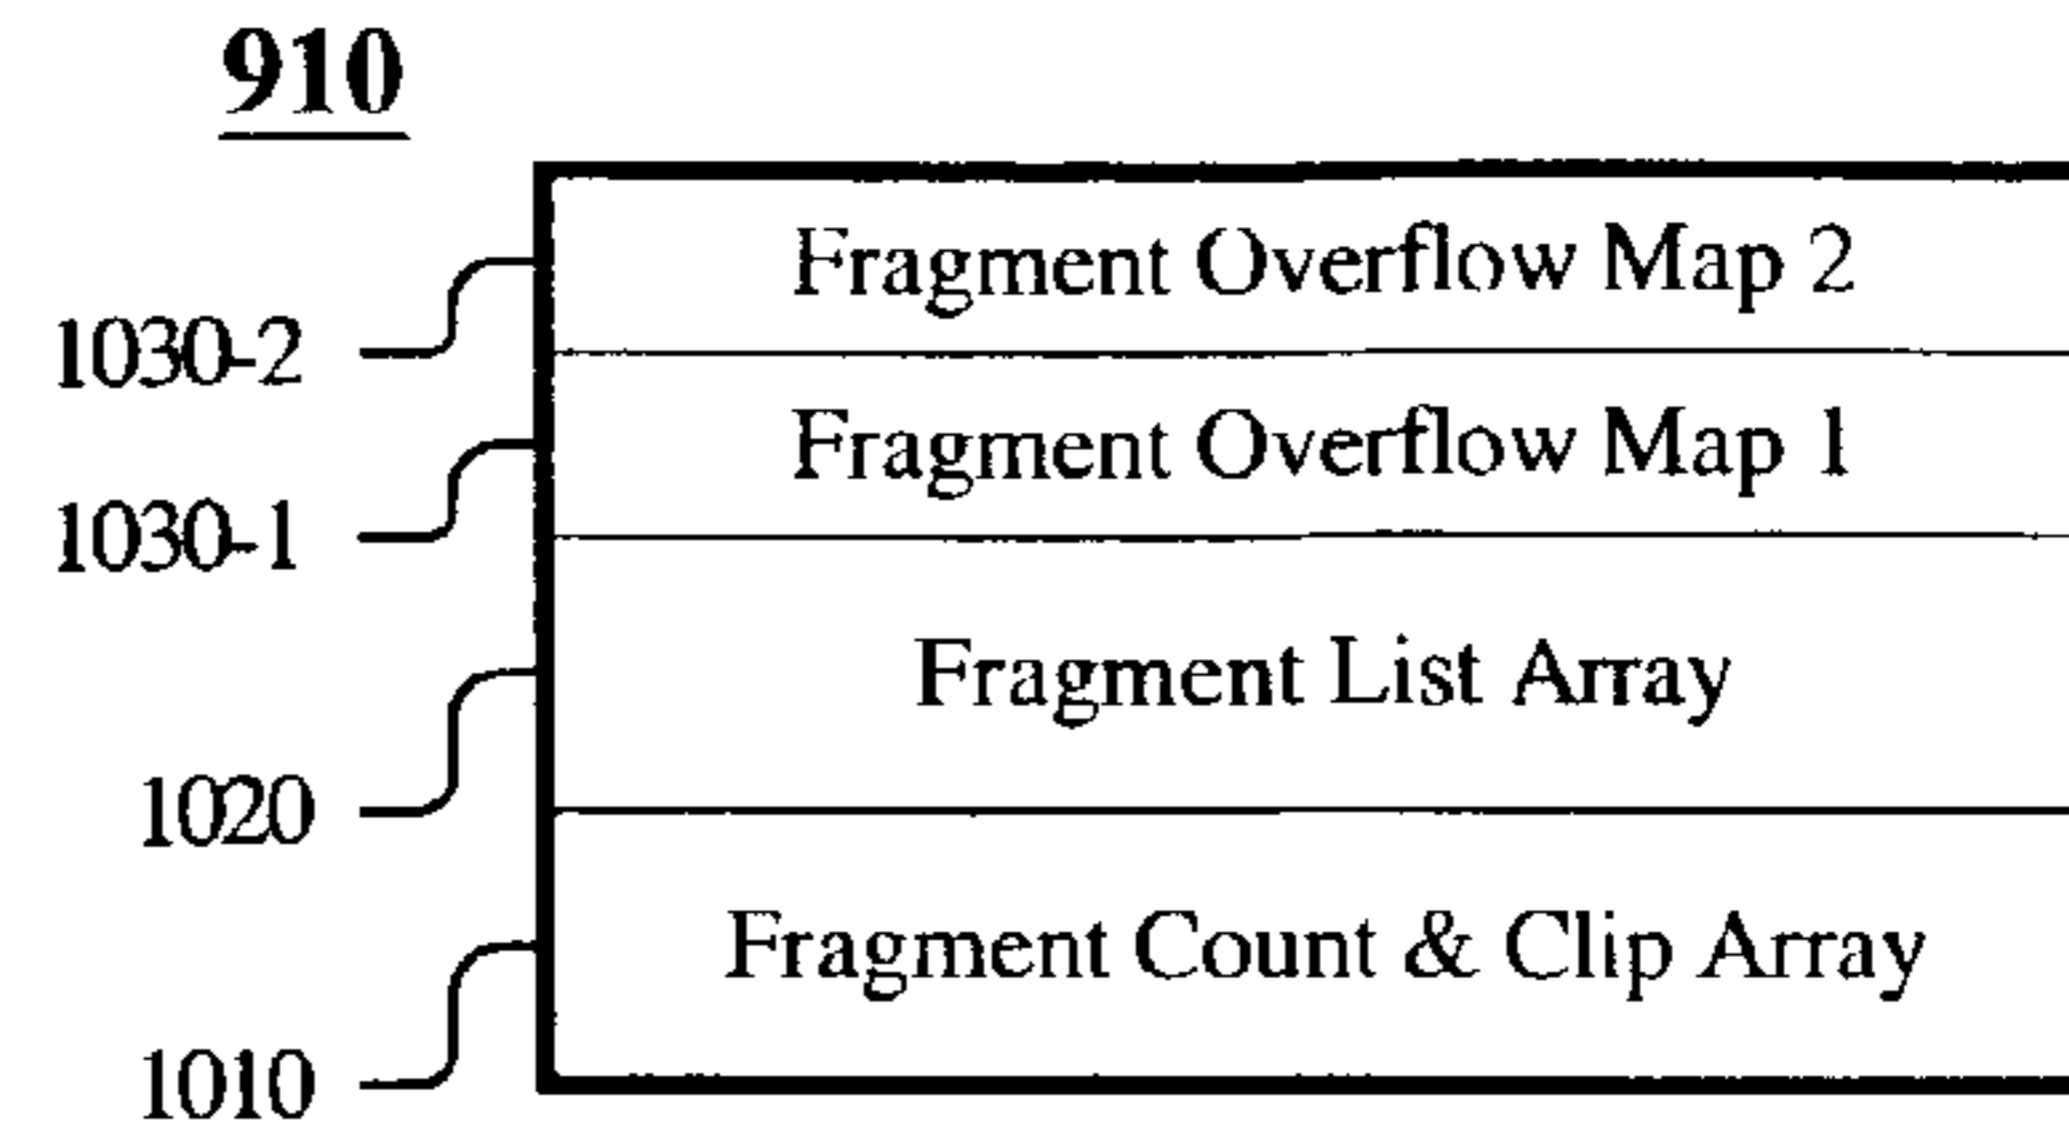 910
Fragment Overflow Map 2
1030-2
Fragment Overflow Map 1
1030-1
Fragment List Array
1020
Fragment Count & Clip Array
1010